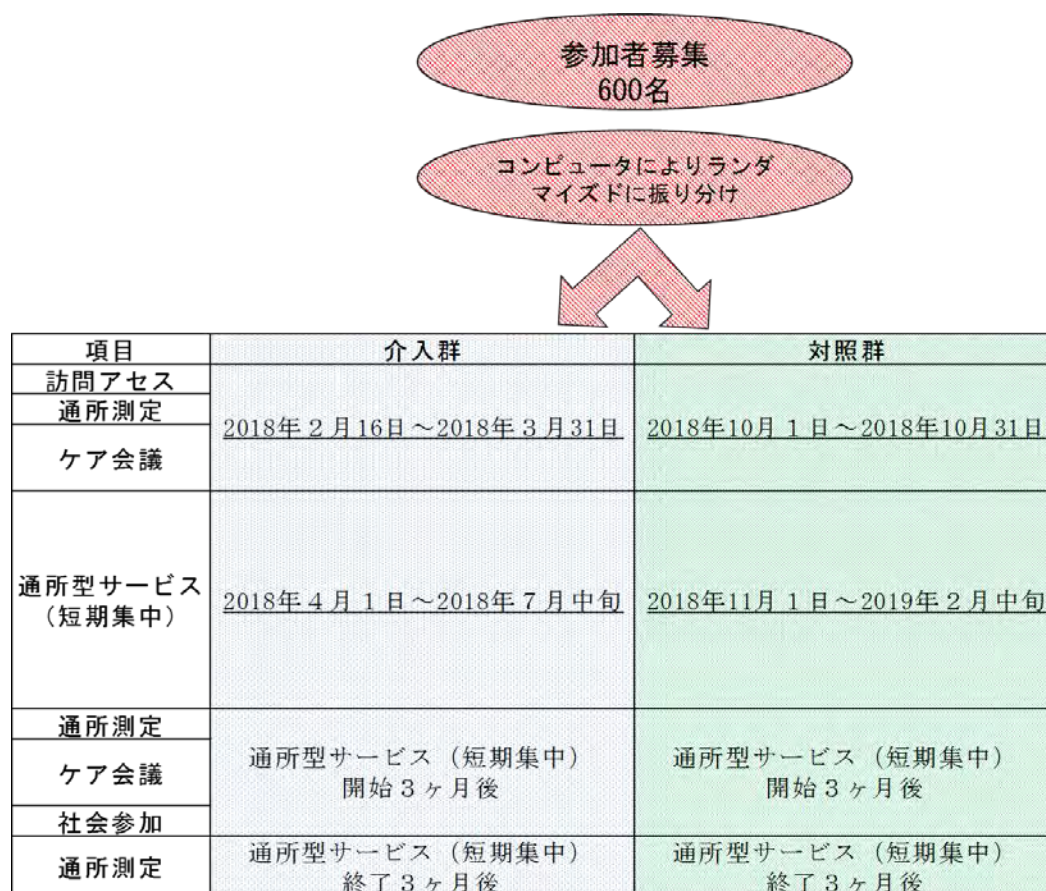 参加者募集
600名
コンピュータによりランダ
マイズドに振り分け
項目
介入群
対照群
訪問アセス
通所測定
ケア会議
2018年２月16日～2018年３月31日
2018年10月１日～2018年10月31日
通所型サービス
（短期集中）
2018年４月１日～2018年７月中旬
2018年11月１日～2019年２月中旬
通所測定
ケア会議
社会参加
通所型サービス（短期集中）
開始３ヶ月後
通所型サービス（短期集中）
開始３ヶ月後
通所測定
通所型サービス（短期集中）
終了３ヶ月後
通所型サービス（短期集中）
終了３ヶ月後